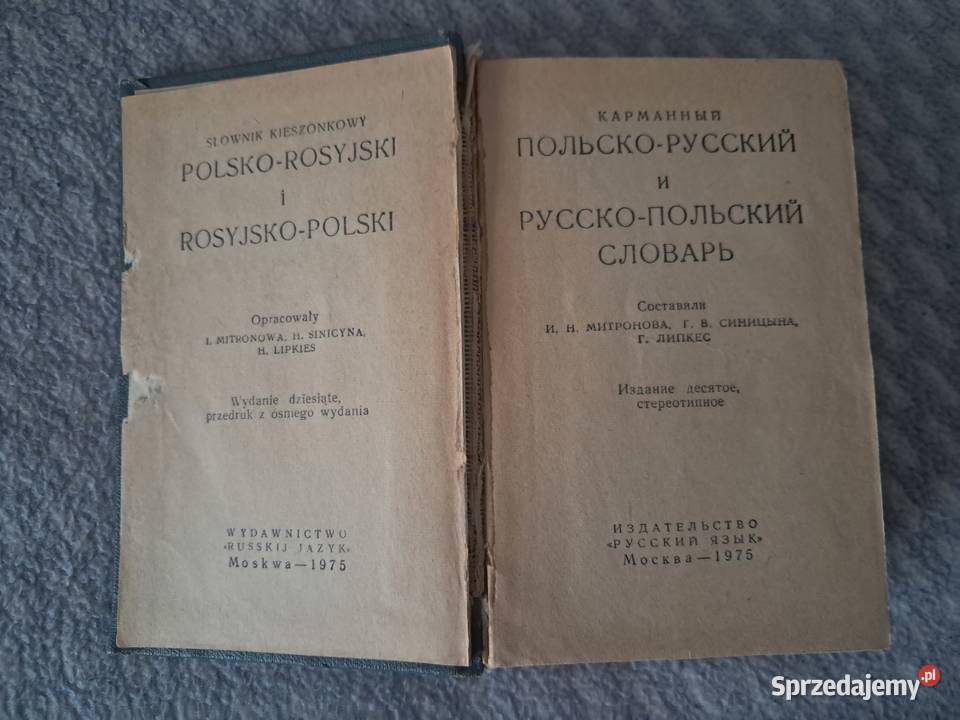 SŁOWNIK KIESZONKOWY
POLSKO-ROSYJSKI
i
ROSYJSKO-POLSKI
Opracowały
I. MITRONOWA, H. SINICYNA,
H. LIPKIES
Wydanie dziesiąte,
przedruk z ósmego wydania
WYDAWNICTWO
«RUSSKIJ JAZYK»
Moskwa—1975
КАРМАННЫЙ
ПОЛЬСКО-РУССКИЙ
И
РУССКО-ПОЛЬСКИЙ
СЛОВАРЬ
Составили
И. Н. МИТРОНОВА, Г. В. СИНИЦЫНА,
Г. ЛИПКЕС
Издание десятое,
стереотипное
ИЗДАТЕЛЬСТВО
«РУССКИЙ ЯЗЫК»
Москва—1975
Sprzedajemy.pl